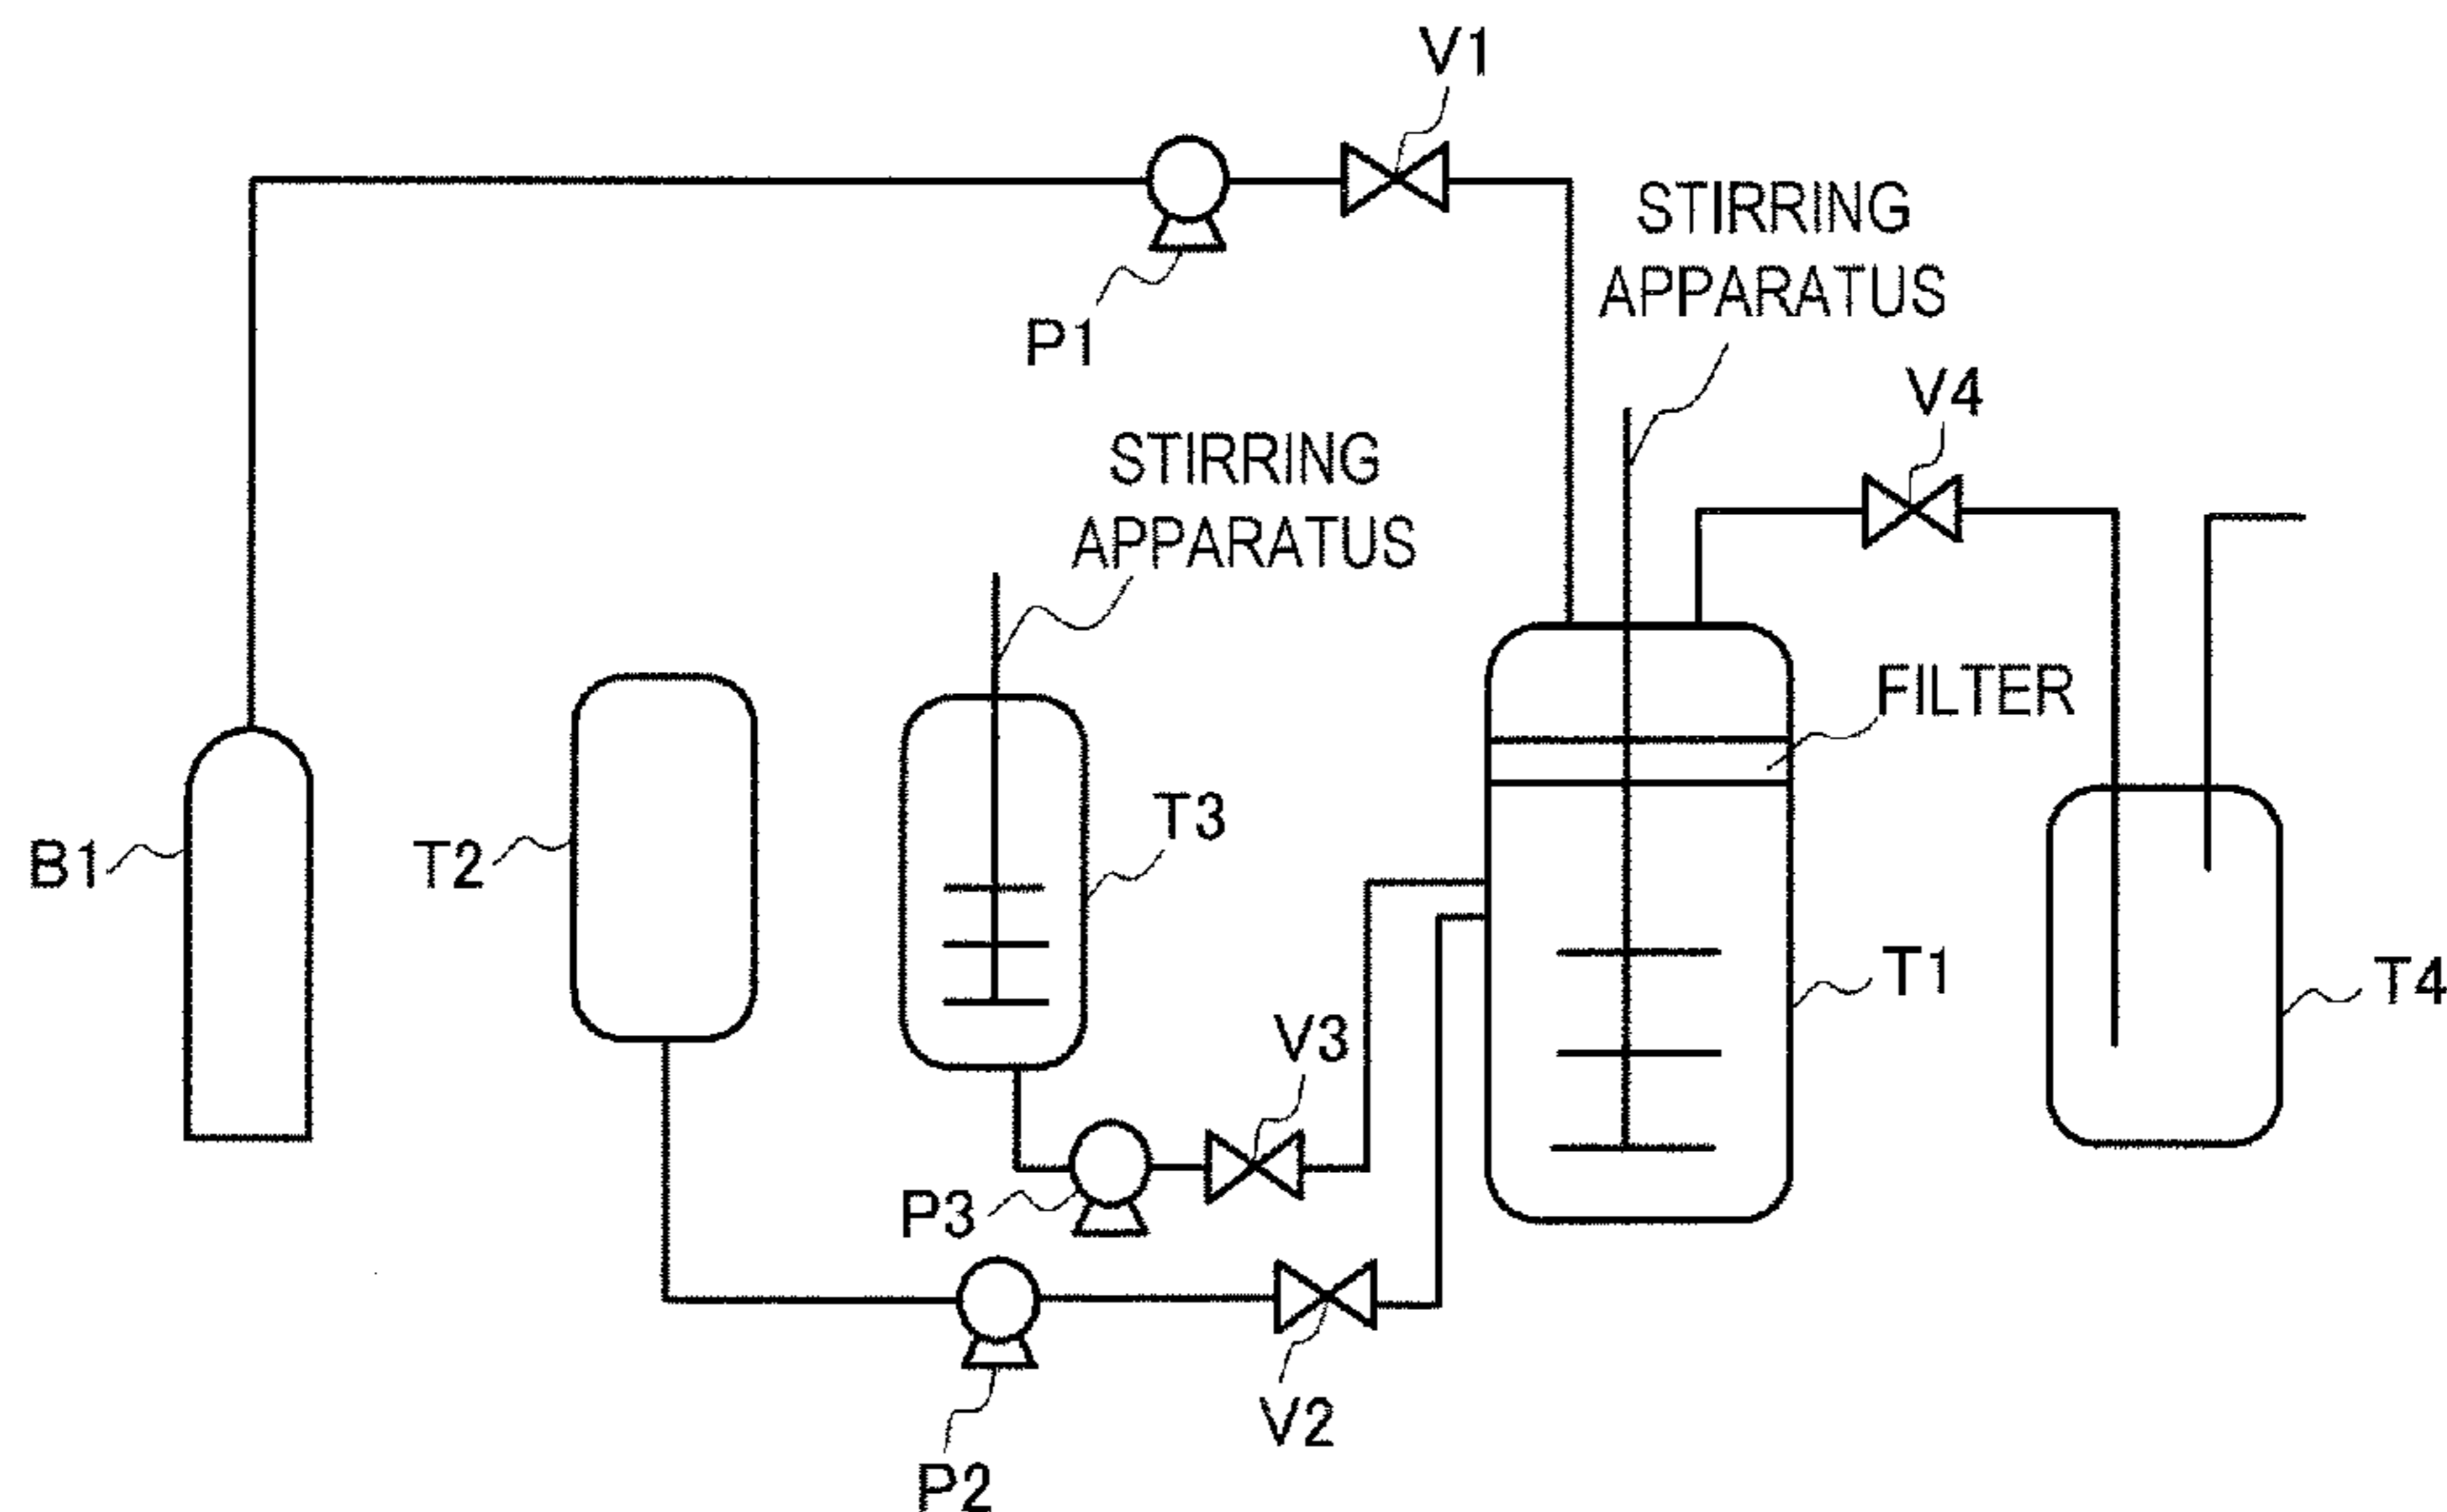 V1
STIRRING
APPARATUS
P1
V4
STIRRING
APPARATUS
FILTER
B1
T2
T3
T1
T4
V3
P3
V2
P2